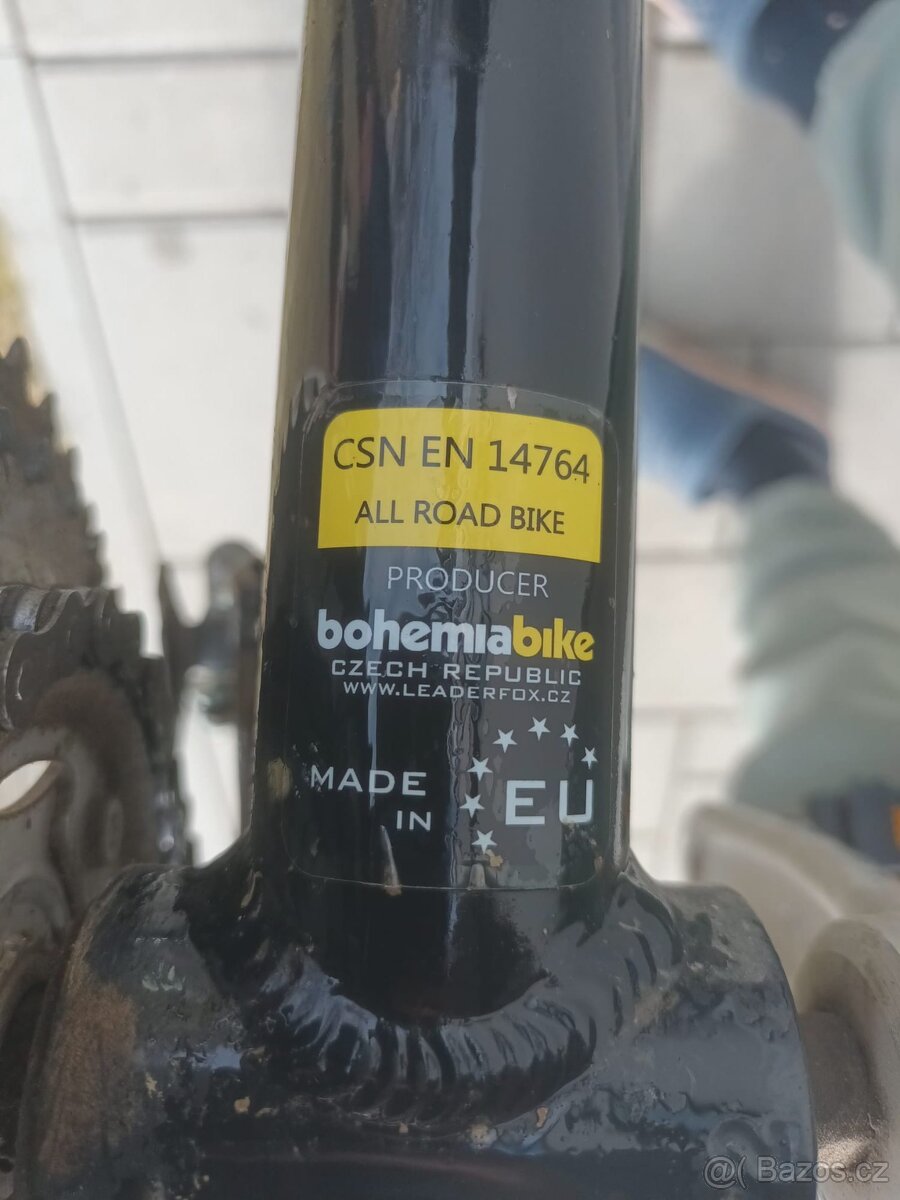 CSN EN 14764
ALL ROAD BIKE
PRODUCER
bohemiabike
CZECH REPUBLIC
WWW.LEADERFOX.CZ
MADE
IN
EU
@( Bazos.cz